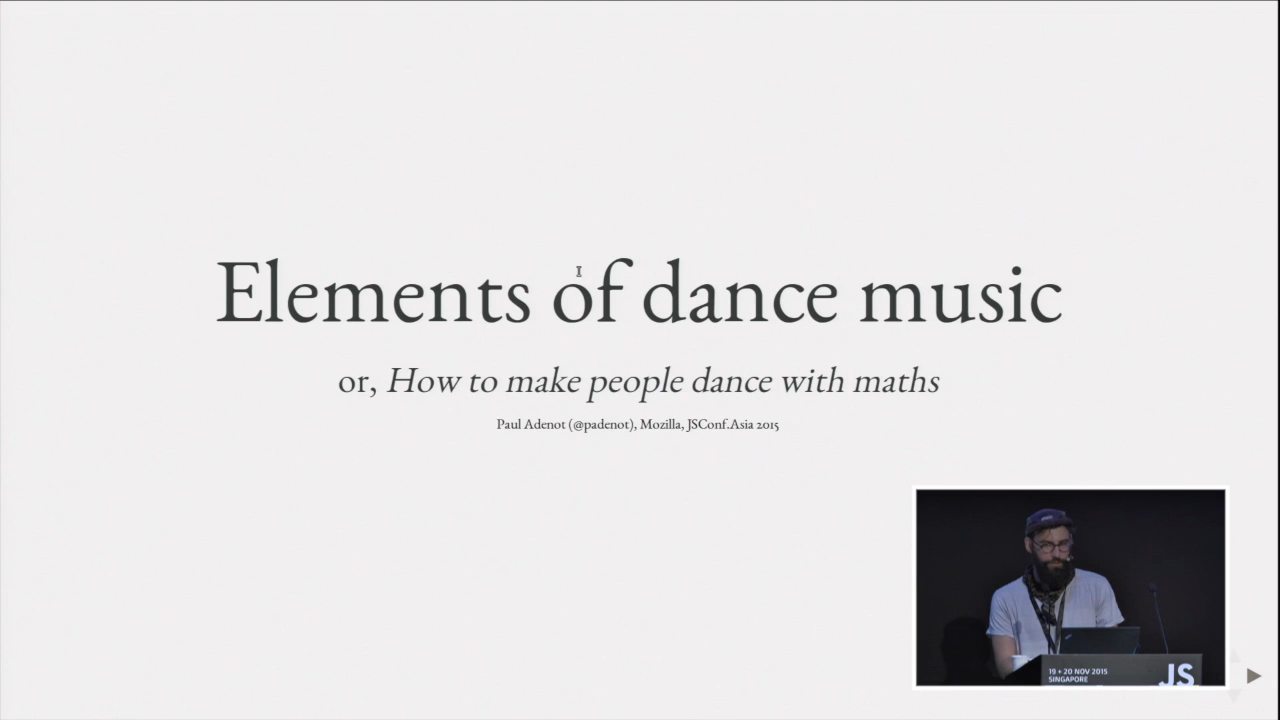 Elements of dance music
or, How to make people dance with maths
Paul Adenot (@padenot), Mozilla, JSConf.Asia 2015
19 + 20 NOV 2015
SINGAPORE
JS